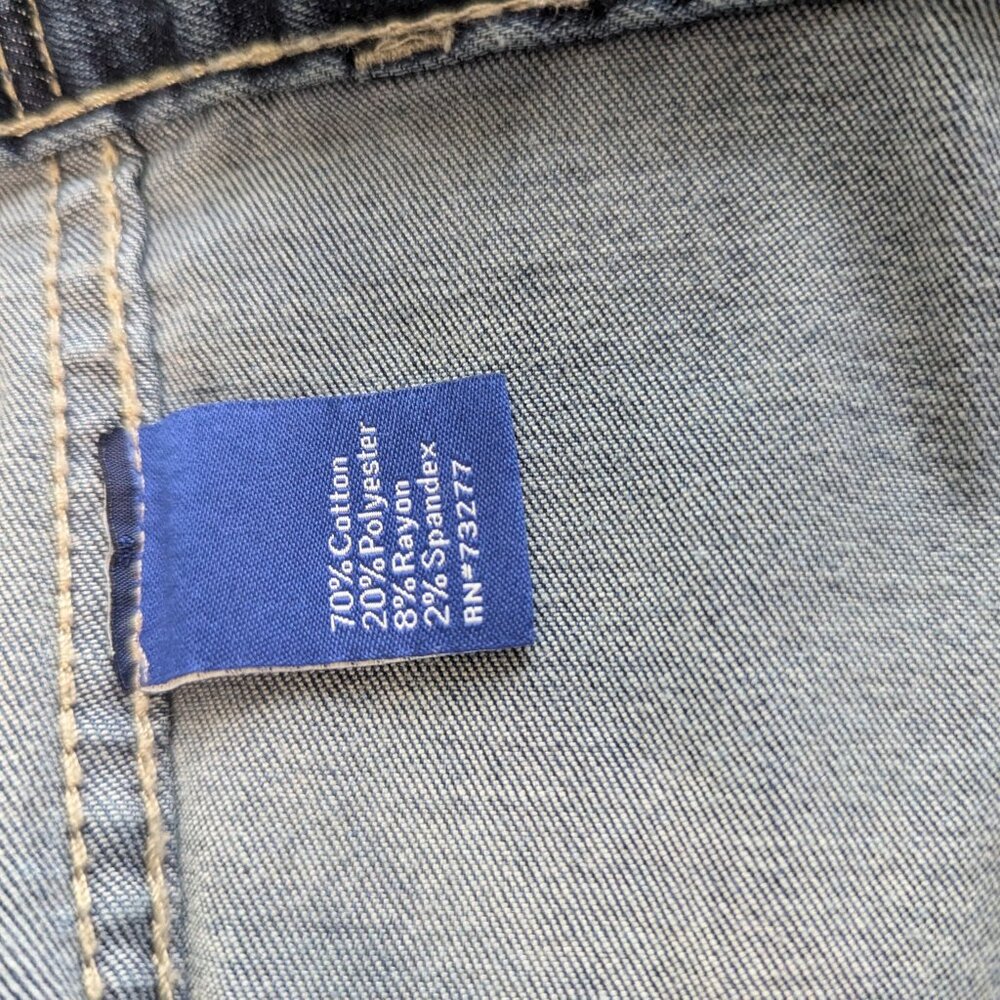 70% Cotton
20% Polyester
8% Rayon
2% Spandex
RN#73277